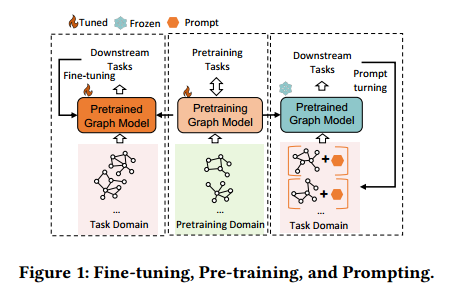 Tuned Frozen Prompt
Downstream
Tasks
Fine-tuning
Pretrained
Graph Model
...
Task Domain
Pretraining
Tasks
Pretraining
Graph Model
...
Pretraining Domain
Downstream
Tasks
Prompt
turning
Pretrained
Graph Model
+
+
...
Task Domain
Figure 1: Fine-tuning, Pre-training, and Prompting.